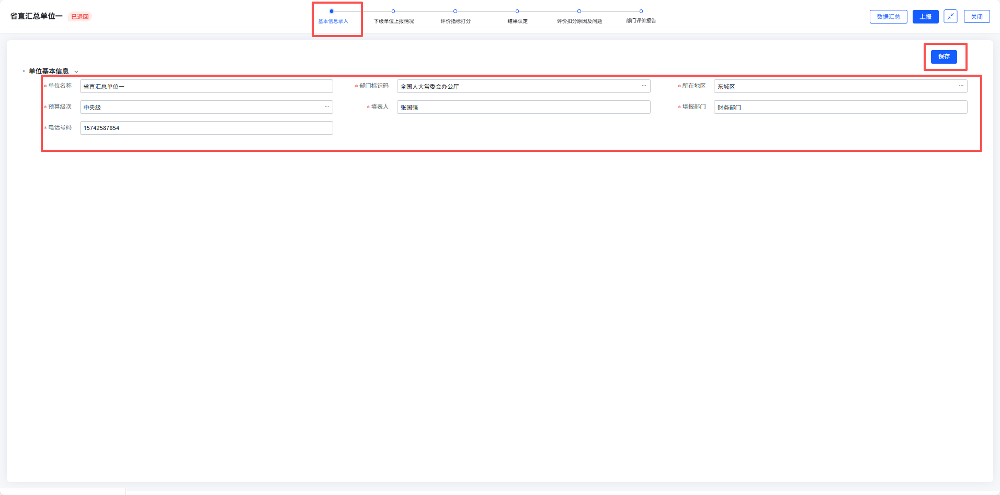 省直汇总单位一 已退回
基本信息录入 下级单位上报情况 评价指标打分 结果认定 评价扣分原因及问题 部门评价报告
数据汇总 上报 关闭
保存
单位基本信息
*单位名称 省直汇总单位一 *部门标识码 全国人大常委会办公厅 ... *所在地区 东城区 ...
*预算级次 中央级 ... *填表人 张国强 *填报部门 财务部门
*电话号码 15742587854